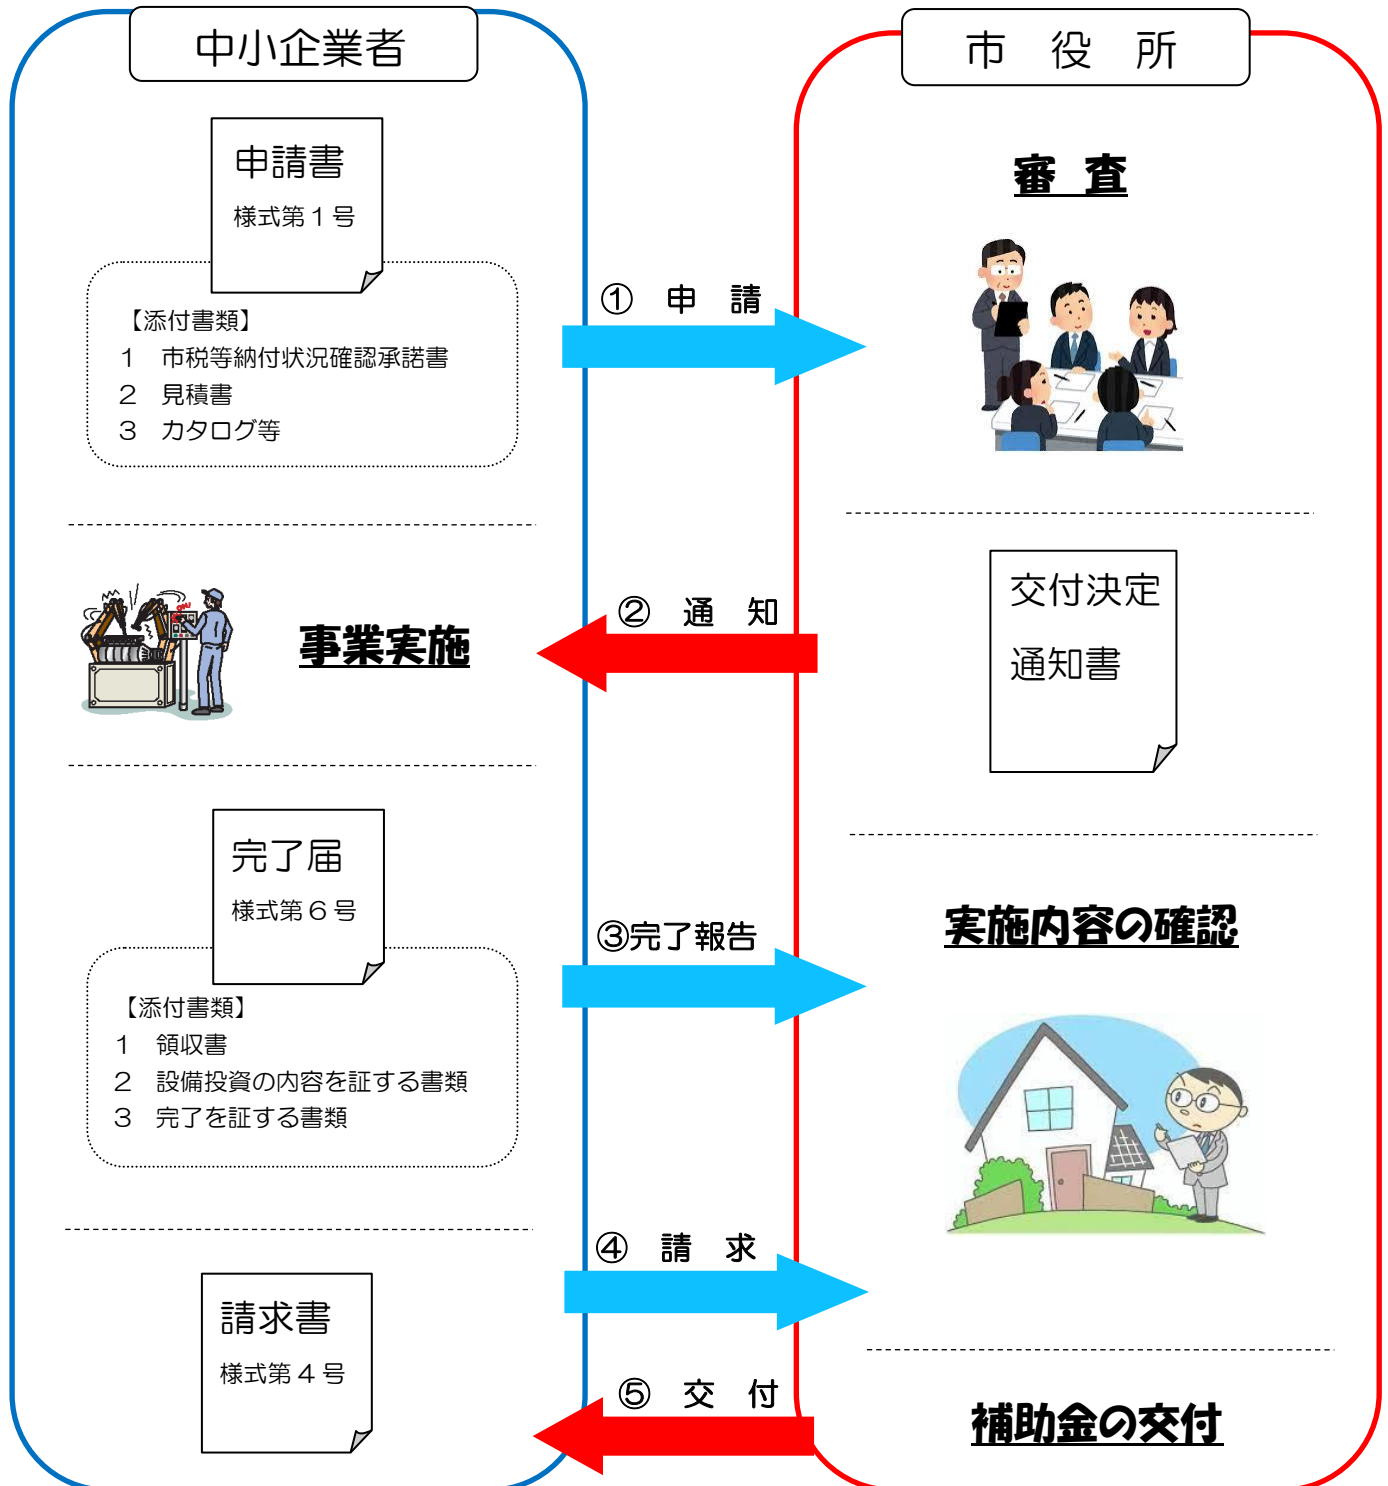 中小企業者
市　役　所
申請書
様式第１号
【添付書類】
１　市税等納付状況確認承諾書
２　見積書
３　カタログ等
①　申　請
審　査
事業実施
②　通　知
交付決定
通知書
完了届
様式第６号
【添付書類】
１　領収書
２　設備投資の内容を証する書類
３　完了を証する書類
③完了報告
実施内容の確認
④　請　求
請求書
様式第４号
⑤　交　付
補助金の交付